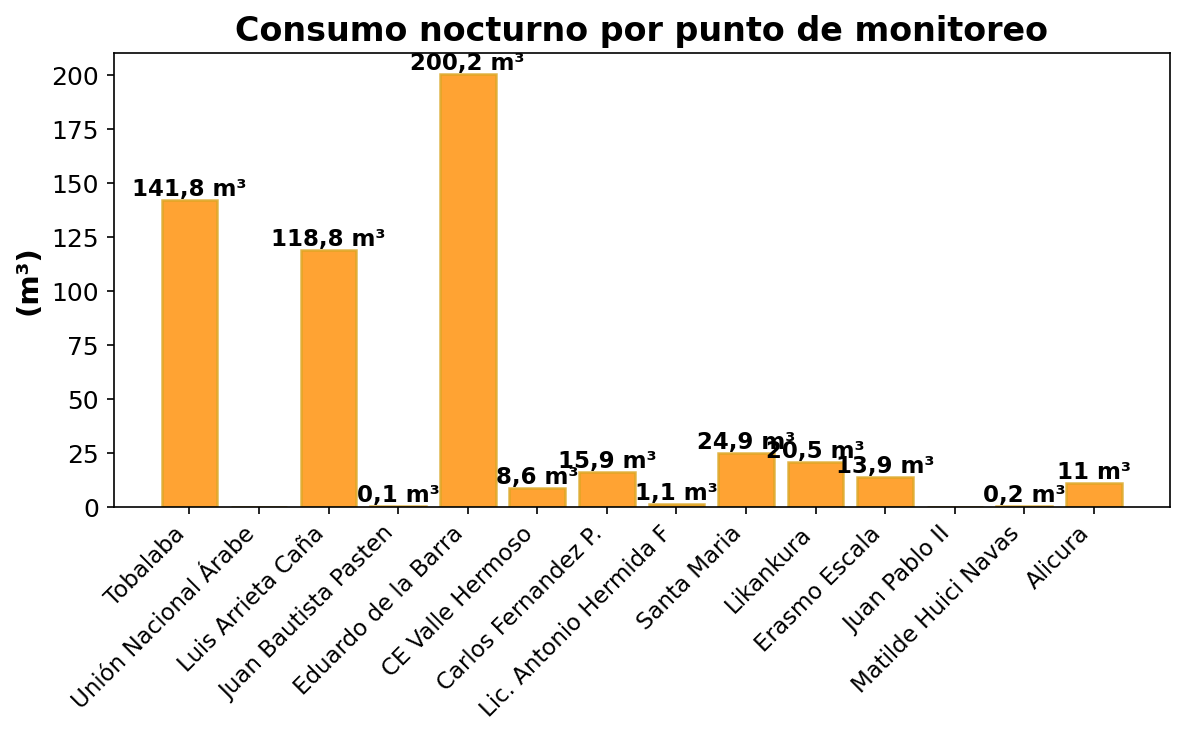 Consumo nocturno por punto de monitoreo
(m³)
200
175
150
125
100
75
50
25
0
141,8 m³
118,8 m³
0,1 m³
200,2 m³
8,6 m³
15,9 m³
1,1 m³
24,9 m³
20,5 m³
13,9 m³
0,2 m³
11 m³
Tobalaba
Unión Nacional Árabe
Luis Arrieta Caña
Juan Bautista Pasten
Eduardo de la Barra
CE Valle Hermoso
Carlos Fernandez P.
Lic. Antonio Hermida F
Santa Maria
Likankura
Erasmo Escala
Juan Pablo II
Matilde Huici Navas
Alicura